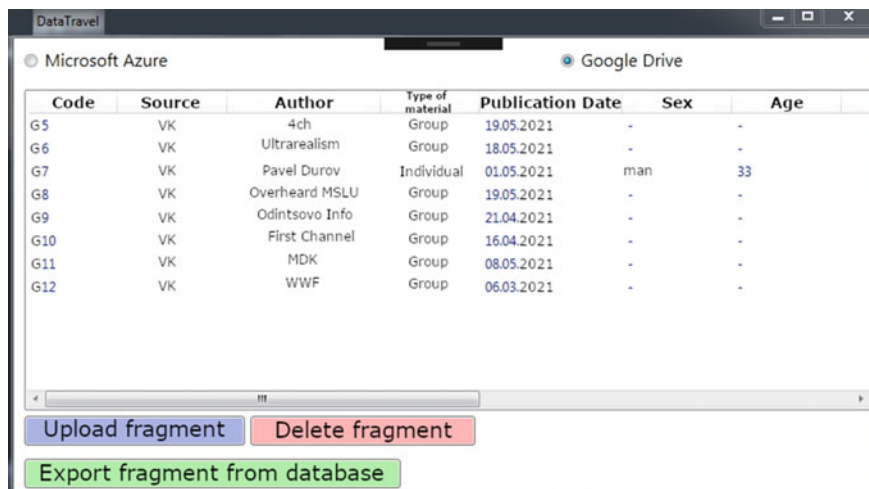 DataTravel
Microsoft Azure Google Drive
Code Source Author Type of material Publication Date Sex Age
G5 VK 4ch Group 19.05.2021 - -
G6 VK Ultrarealism Group 18.05.2021 - -
G7 VK Pavel Durov Individual 01.05.2021 man 33
G8 VK Overheard MSLU Group 19.05.2021 - -
G9 VK Odintsovo Info Group 21.04.2021 - -
G10 VK First Channel Group 16.04.2021 - -
G11 VK MDK Group 08.05.2021 - -
G12 VK WWF Group 06.03.2021 - -
Upload fragment Delete fragment
Export fragment from database